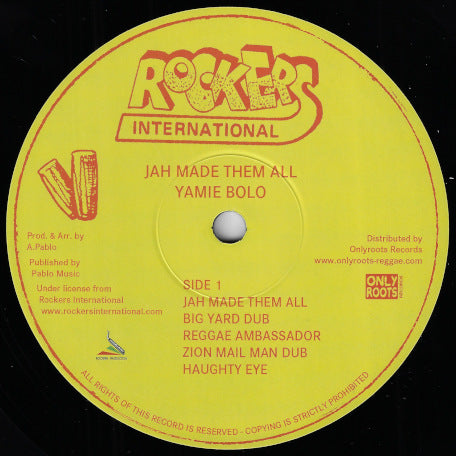 ROCKERS
INTERNATIONAL
JAH MADE THEM ALL
YAMIE BOLO
Prod. & Arr. by
A.Pablo
Published by
Pablo Music
Under license from
Rockers International
www.rockersinternational.com
Distributed by
Onlyroots Records
www.onlyroots-reggae.com
ONLY
ROOTS
SIDE 1
JAH MADE THEM ALL
BIG YARD DUB
REGGAE AMBASSADOR
ZION MAIL MAN DUB
HAUGHTY EYE
ALL RIGHTS OF THIS RECORD IS RESERVED - COPYING IS STRICTLY PROHIBITED